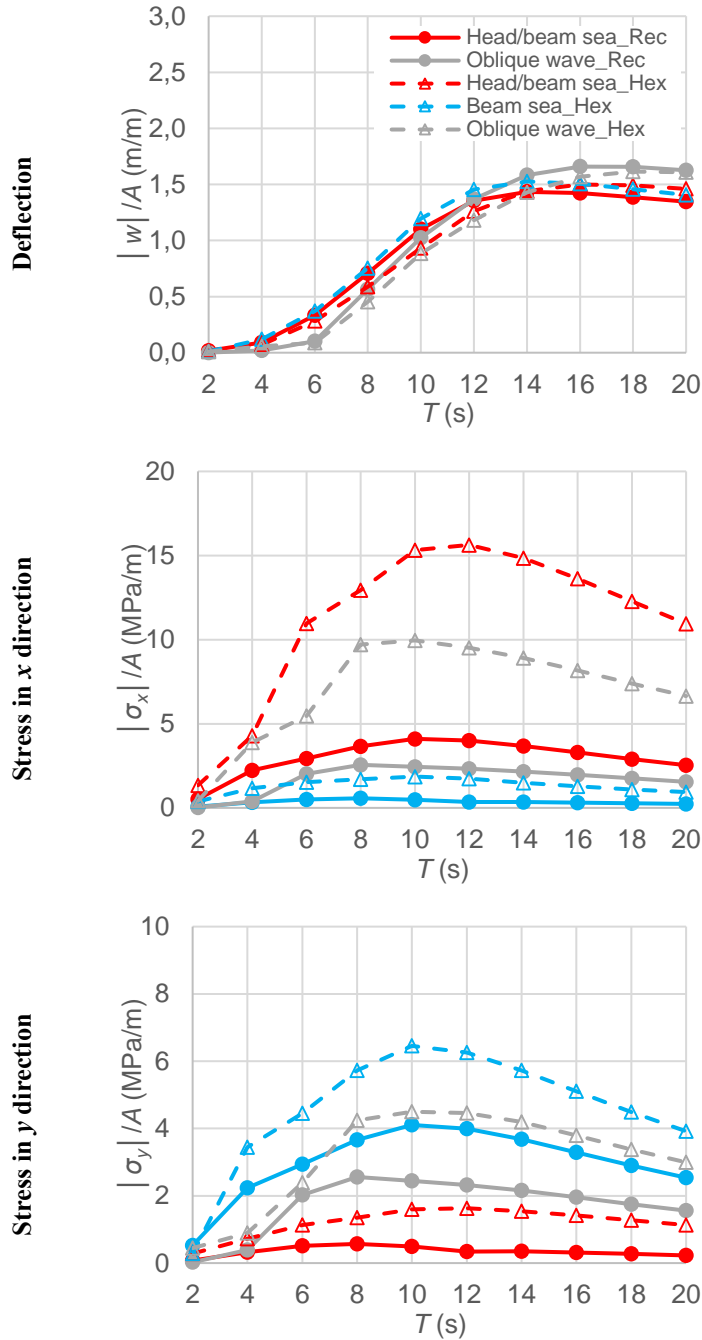 Deflection
|w|/A (m/m)
3,0
2,5
2,0
1,5
1,0
0,5
0,0
Head/beam sea_Rec
Oblique wave_Rec
Head/beam sea_Hex
Beam sea_Hex
Oblique wave_Hex
2 4 6 8 10 12 14 16 18 20
T (s)
Stress in x direction
|σx|/A (MPa/m)
20
15
10
5
0
2 4 6 8 10 12 14 16 18 20
T (s)
Stress in y direction
|σy|/A (MPa/m)
10
8
6
4
2
0
2 4 6 8 10 12 14 16 18 20
T (s)